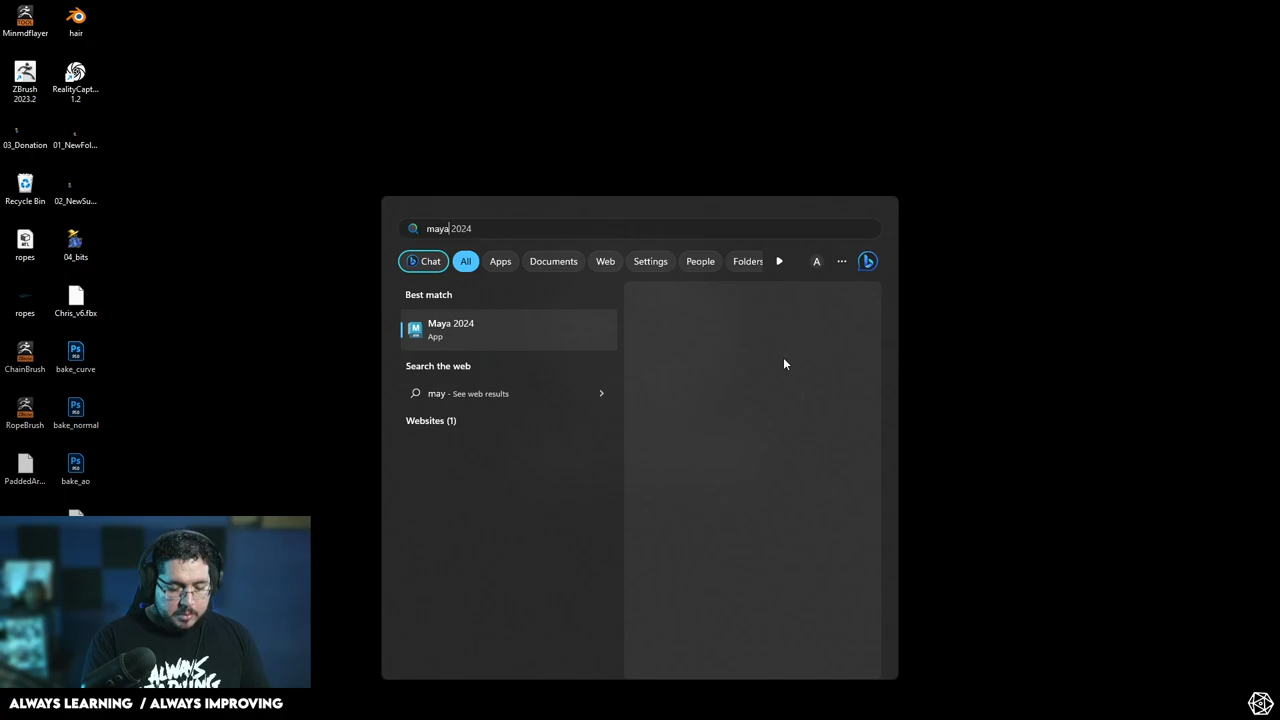 Minmdflayer
hair
ZBrush
2023.2
RealityCapt...
1.2
03_Donation
01_NewFol...
Recycle Bin
02_NewSu...
ropes
04_bits
ropes
Chris_v6.fbx
ChainBrush
bake_curve
RopeBrush
bake_normal
PaddedAr...
bake_ao
maya 2024
Chat
All
Apps
Documents
Web
Settings
People
Folders
A
Best match
Maya 2024
App
Search the web
may - See web results
Websites (1)
ALWAYS
ALWAYS LEARNING / ALWAYS IMPROVING